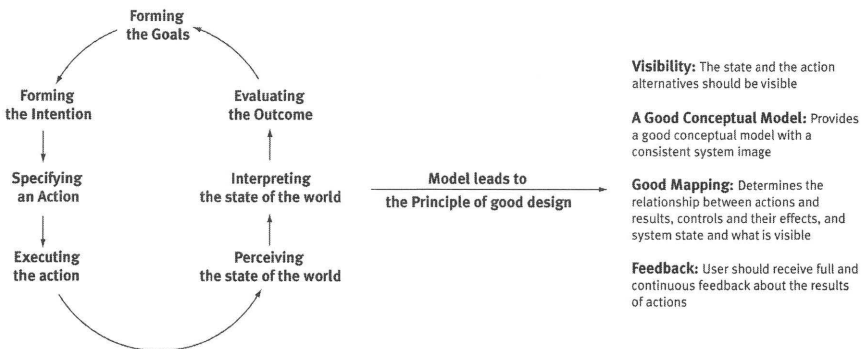 Forming
the Goals
Forming
the Intention
Evaluating
the Outcome
Specifying
an Action
Interpreting
the state of the world
Executing
the action
Perceiving
the state of the world
Model leads to
the Principle of good design
Visibility: The state and the action
alternatives should be visible
A Good Conceptual Model: Provides
a good conceptual model with a
consistent system image
Good Mapping: Determines the
relationship between actions and
results, controls and their effects, and
system state and what is visible
Feedback: User should receive full and
continuous feedback about the results
of actions